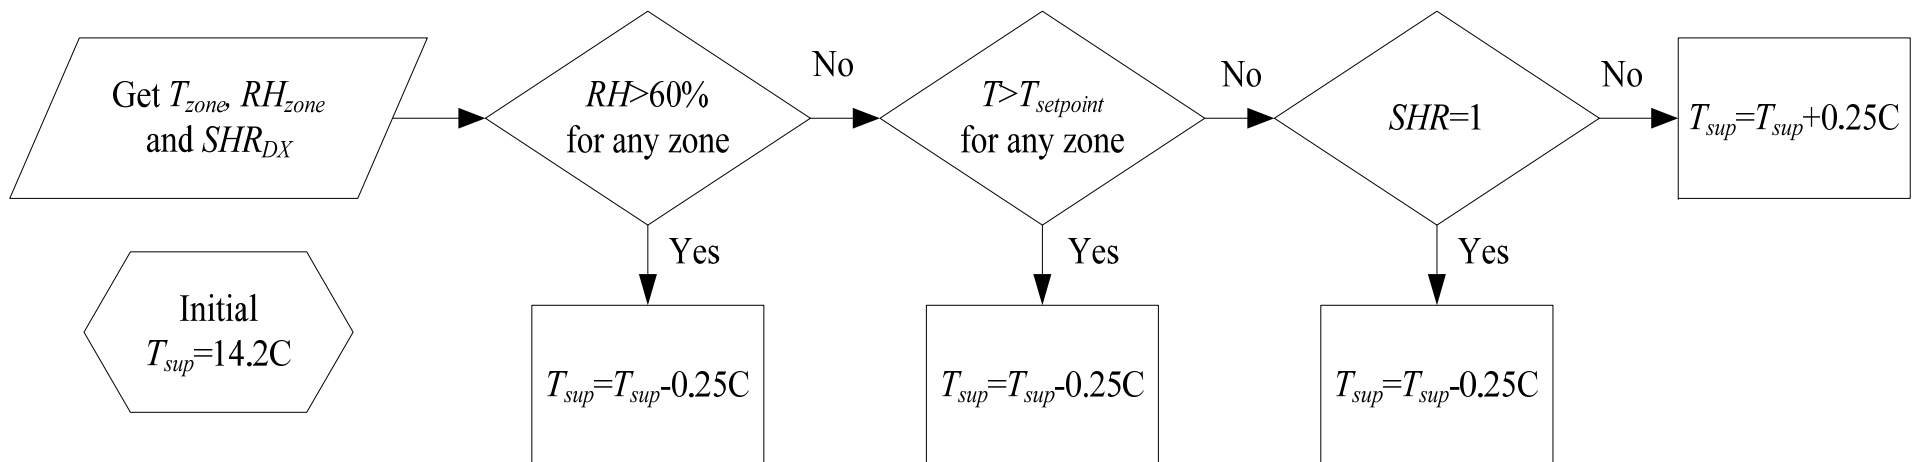 Get Tzone, RHzone
and SHRDX
RH>60%
for any zone
No
T>Tsetpoint
for any zone
No
SHR=1
No
Tsup=Tsup+0.25C
Yes
Yes
Yes
Initial
Tsup=14.2C
Tsup=Tsup-0.25C
Tsup=Tsup-0.25C
Tsup=Tsup-0.25C